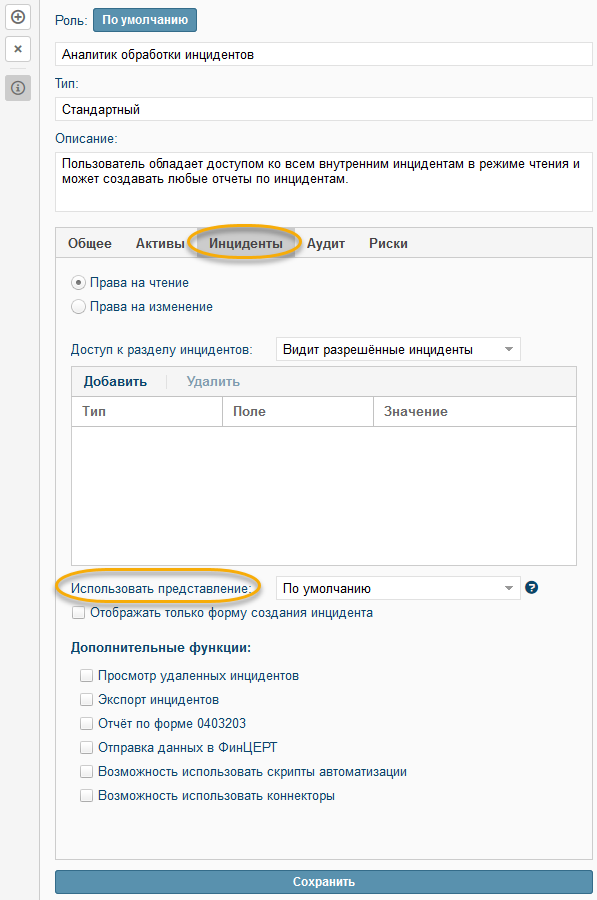 Роль: По умолчанию
Аналитик обработки инцидентов
Тип:
Стандартный
Описание:
Пользователь обладает доступом ко всем внутренним инцидентам в режиме чтения и
может создавать любые отчеты по инцидентам.
Общее Активы Инциденты Аудит Риски
Права на чтение
Права на изменение
Доступ к разделу инцидентов: Видит разрешённые инциденты
Добавить Удалить
Тип Поле Значение
Использовать представление: По умолчанию ?
Отображать только форму создания инцидента
Дополнительные функции:
Просмотр удаленных инцидентов
Экспорт инцидентов
Отчёт по форме 0403203
Отправка данных в ФинЦЕРТ
Возможность использовать скрипты автоматизации
Возможность использовать коннекторы
Сохранить